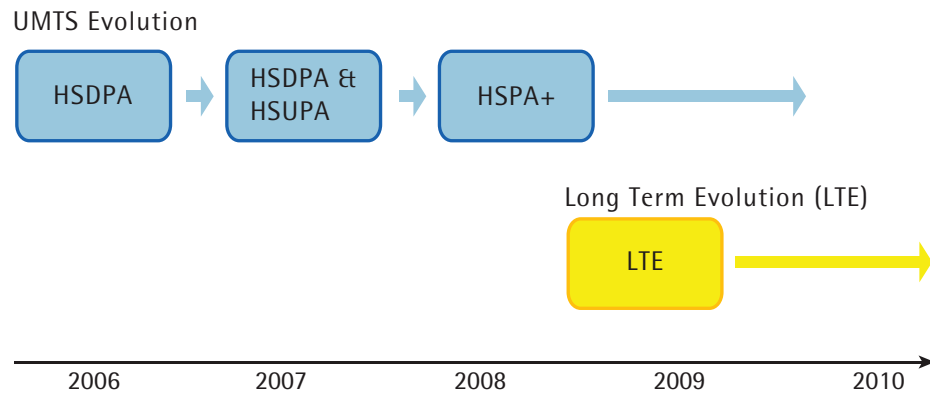 UMTS Evolution
HSDPA
HSDPA &
HSUPA
HSPA+
Long Term Evolution (LTE)
LTE
2006 2007 2008 2009 2010